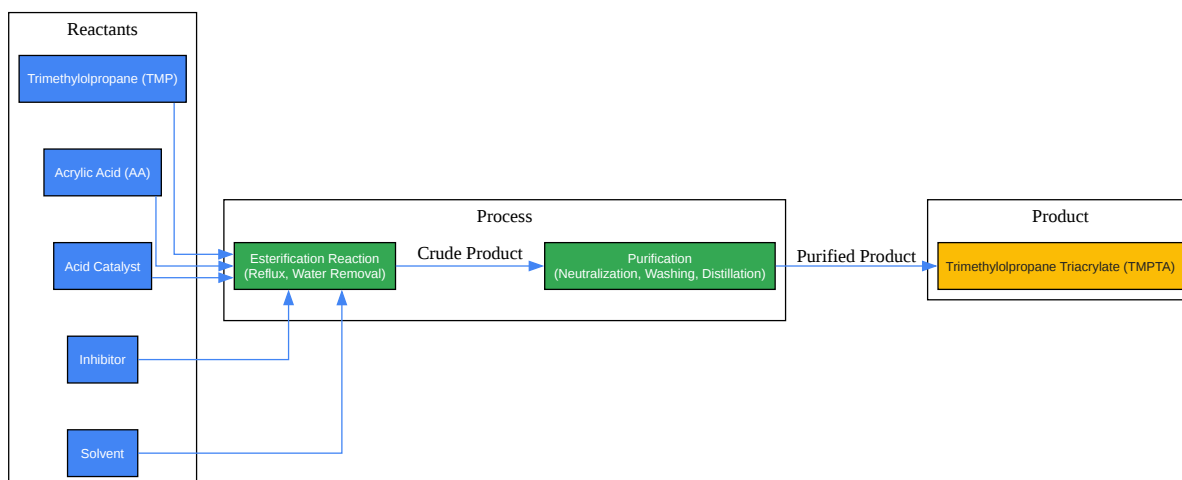 Reactants
Trimethylolpropane (TMP)
Acrylic Acid (AA)
Acid Catalyst
Inhibitor
Solvent
Process
Esterification Reaction
(Reflux, Water Removal)
Crude Product
Purification
(Neutralization, Washing, Distillation)
Purified Product
Product
Trimethylolpropane Triacrylate (TMPTA)